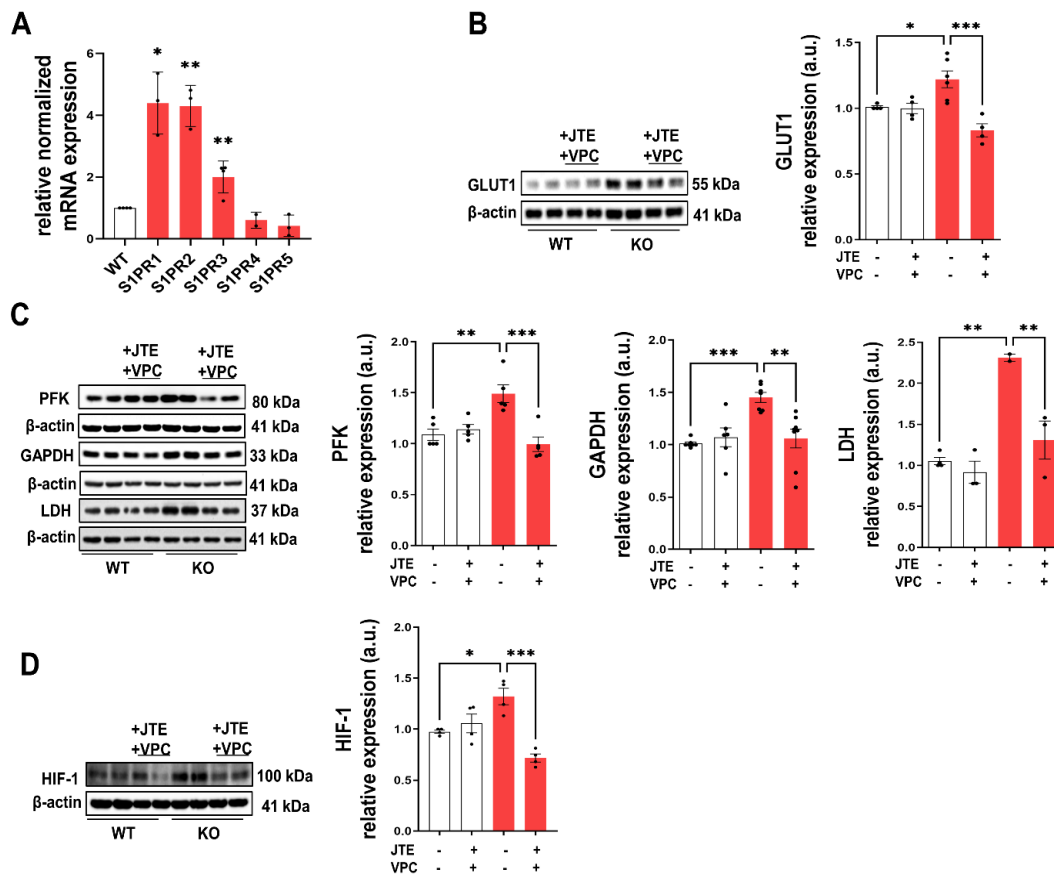 A
relative normalized
mRNA expression
6
4
2
0
*
**
**
WT
S1PR1
S1PR2
S1PR3
S1PR4
S1PR5
B
+JTE
+VPC
+JTE
+VPC
GLUT1
55 kDa
β-actin
41 kDa
WT
KO
GLUT1
relative expression (a.u.)
1.5
1.0
0.5
0.0
*
***
JTE - + - +
VPC - + - +
C
+JTE
+VPC
+JTE
+VPC
PFK
80 kDa
β-actin
41 kDa
GAPDH
33 kDa
β-actin
41 kDa
LDH
37 kDa
β-actin
41 kDa
WT
KO
PFK
relative expression (a.u.)
2.0
1.5
1.0
0.5
0.0
**
***
JTE - + - +
VPC - + - +
GAPDH
relative expression (a.u.)
2.0
1.5
1.0
0.5
0.0
***
**
JTE - + - +
VPC - + - +
LDH
relative expression (a.u.)
2.5
2.0
1.0
0.5
0.0
**
**
JTE - + - +
VPC - + - +
D
+JTE
+VPC
+JTE
+VPC
HIF-1
100 kDa
β-actin
41 kDa
WT
KO
HIF-1
relative expression (a.u.)
2.0
1.5
1.0
0.5
0.0
*
***
JTE - + - +
VPC - + - +